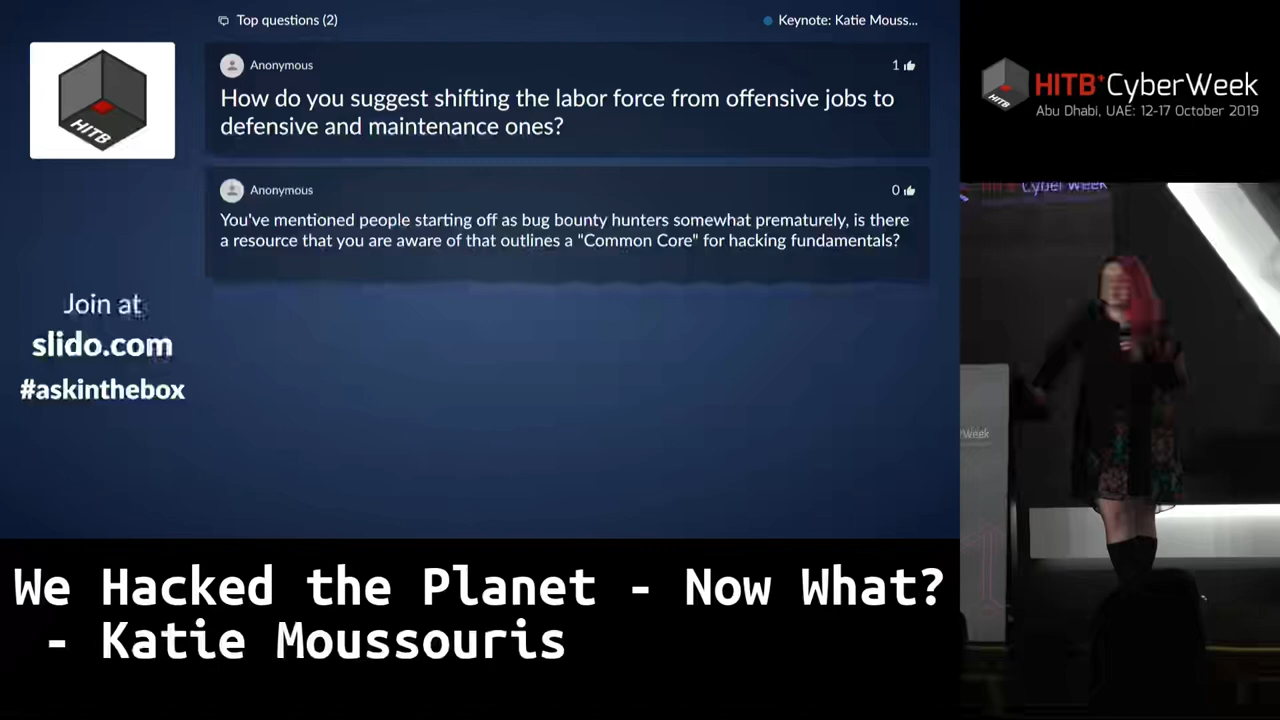 Top questions (2)
Keynote: Katie Mouss...
HITB
Anonymous
1
How do you suggest shifting the labor force from offensive jobs to
defensive and maintenance ones?
Anonymous
0
You've mentioned people starting off as bug bounty hunters somewhat prematurely, is there
a resource that you are aware of that outlines a "Common Core" for hacking fundamentals?
Join at
slido.com
#askinthebox
HITB
HITB+CyberWeek
Abu Dhabi, UAE: 12-17 October 2019
Cyber Week
Week
We Hacked the Planet - Now What?
- Katie Moussouris